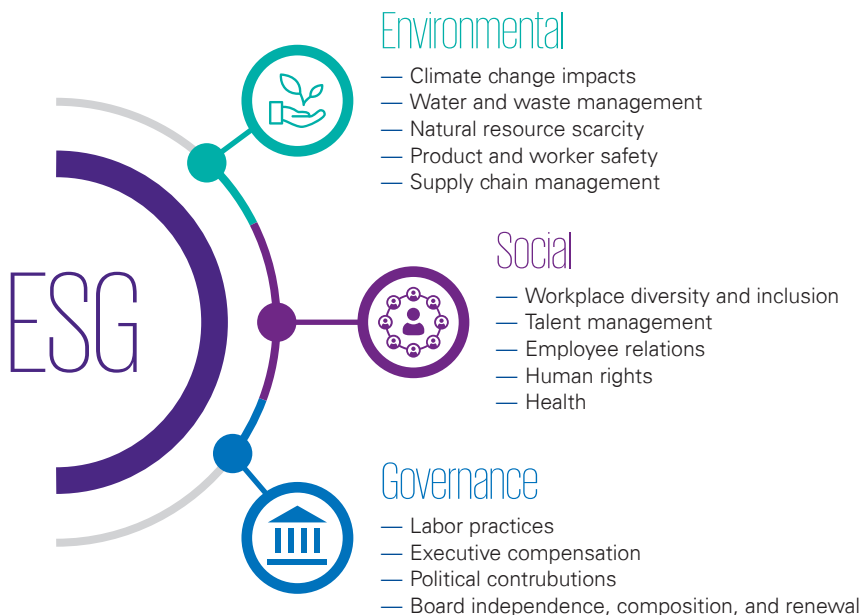 Environmental
— Climate change impacts
— Water and waste management
— Natural resource scarcity
— Product and worker safety
— Supply chain management
ESG
Social
— Workplace diversity and inclusion
— Talent management
— Employee relations
— Human rights
— Health
Governance
— Labor practices
— Executive compensation
— Political contrubutions
— Board independence, composition, and renewal